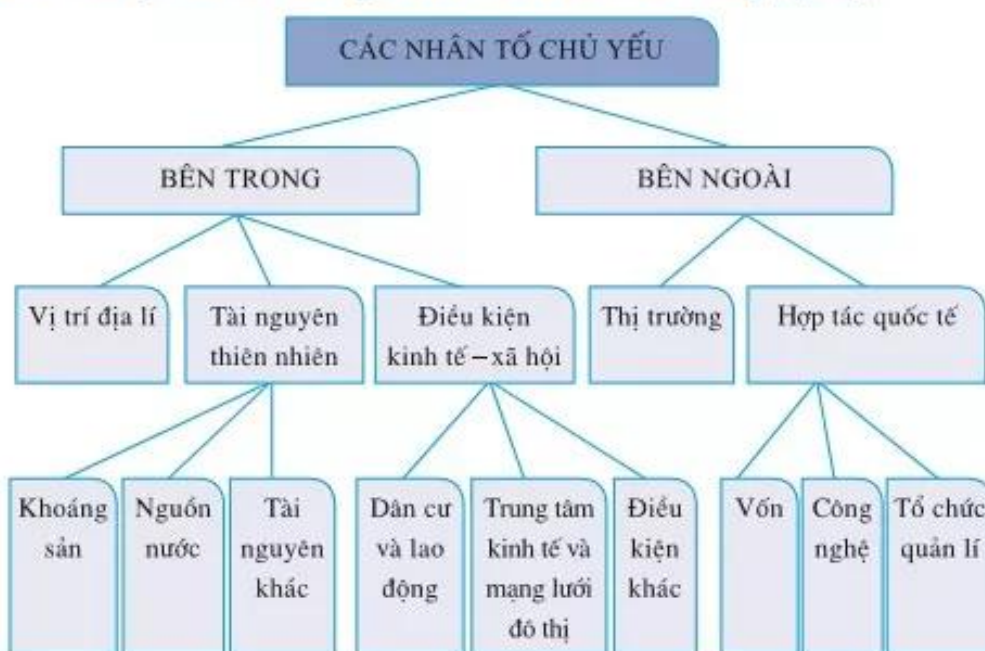 CÁC NHÂN TỐ CHỦ YẾU
BÊN TRONG
BÊN NGOÀI
Vị trí địa lí
Tài nguyên
thiên nhiên
Điều kiện
kinh tế – xã hội
Thị trường
Hợp tác quốc tế
Khoáng
sản
Nguồn
nước
Tài
nguyên
khác
Dân cư
và lao
động
Trung tâm
kinh tế và
mạng lưới
đô thị
Điều
kiện
khác
Vốn
Công
nghệ
Tổ chức
quản lí